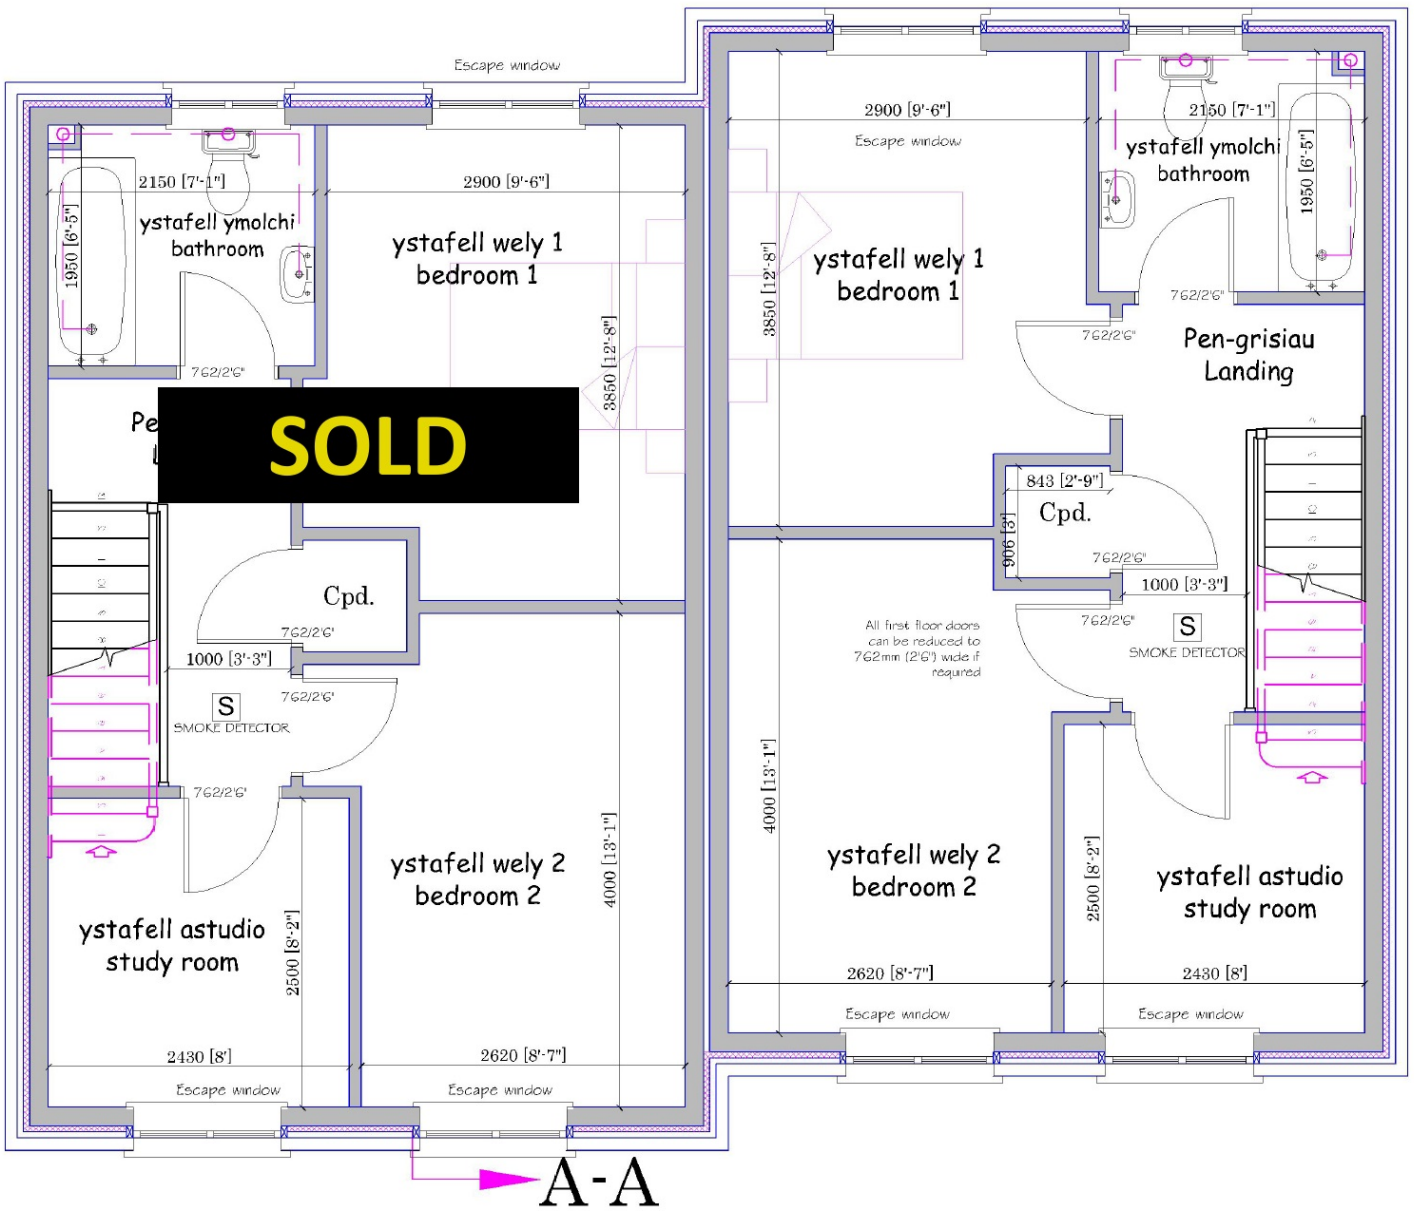 Escape window
2150 [7'-1"]
1950 [6'-5"]
ystafell ymolchi
bathroom
762/2'6"
2900 [9'-6"]
ystafell wely 1
bedroom 1
3850 [12'-8"]
SOLD
Cpd.
762/2'6"
1000 [3'-3"]
762/2'6"
S
SMOKE DETECTOR
762/2'6"
ystafell wely 2
bedroom 2
4000 [13'-1"]
ystafell astudio
study room
2500 [8'-2"]
2430 [8']
2620 [8'-7"]
Escape window
Escape window
A-A
2900 [9'-6"]
Escape window
ystafell wely 1
bedroom 1
3850 [12'-8"]
2150 [7'-1"]
ystafell ymolchi
bathroom
1950 [6'-5"]
762/2'6"
762/2'6"
Pen-grisiau
Landing
843 [2'-9"]
Cpd.
906 [3']
762/2'6"
1000 [3'-3"]
762/2'6"
S
SMOKE DETECTOR
All first floor doors
can be reduced to
762mm (2'6") wide if
required
4000 [13'-1"]
ystafell wely 2
bedroom 2
2500 [8'-2"]
ystafell astudio
study room
2620 [8'-7"]
2430 [8']
Escape window
Escape window